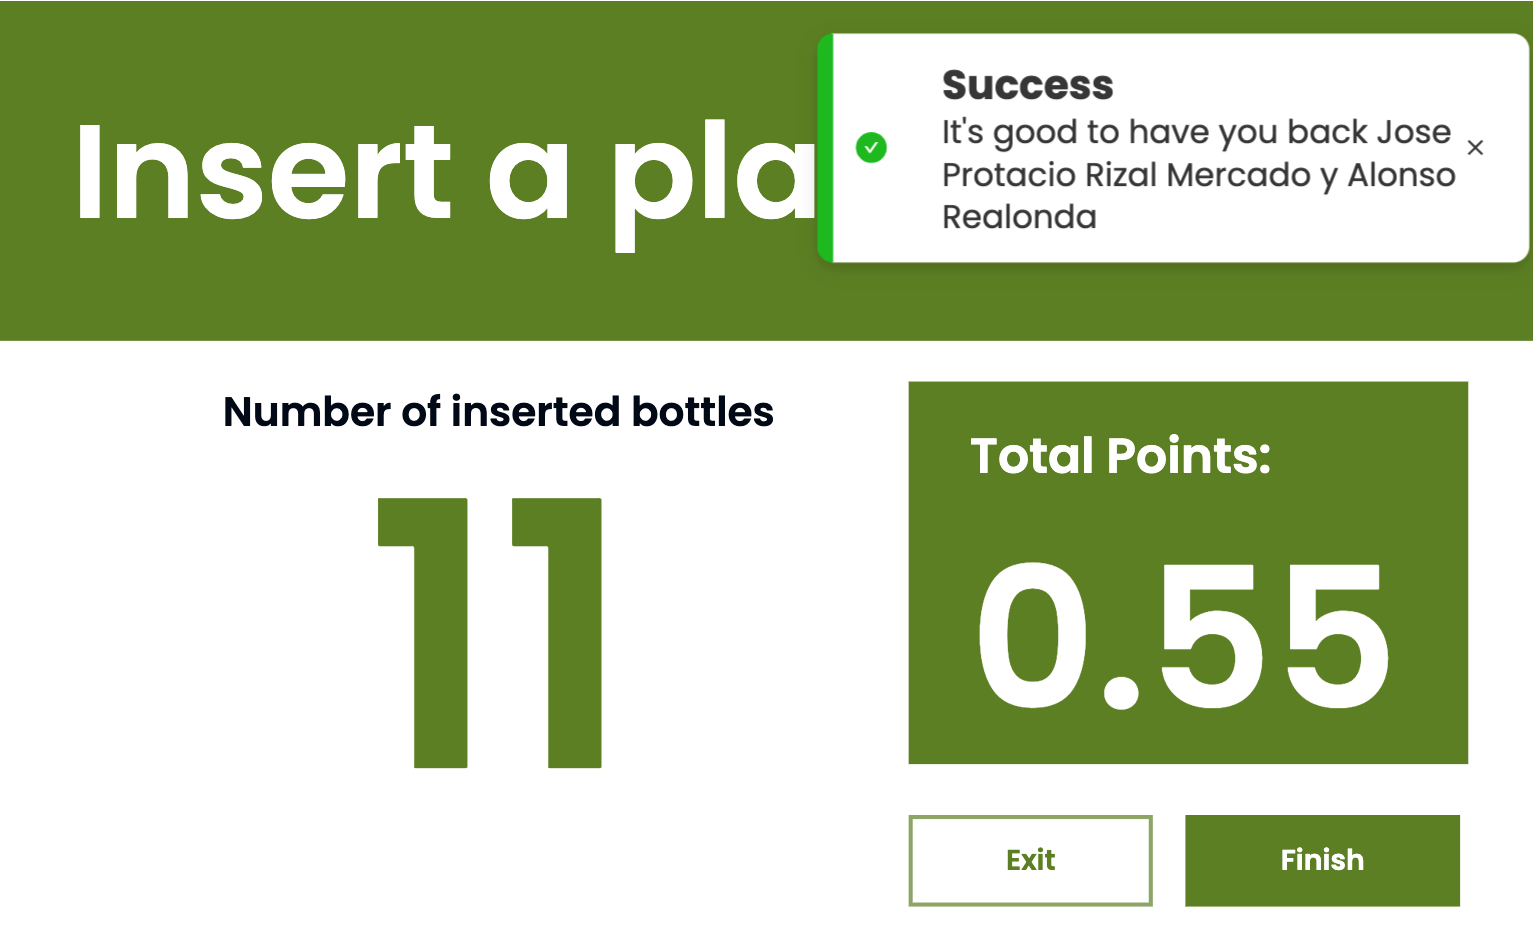 Insert a pla
Success
It's good to have you back Jose
Protacio Rizal Mercado y Alonso
Realonda
Number of inserted bottles
11
Total Points:
0.55
Exit
Finish